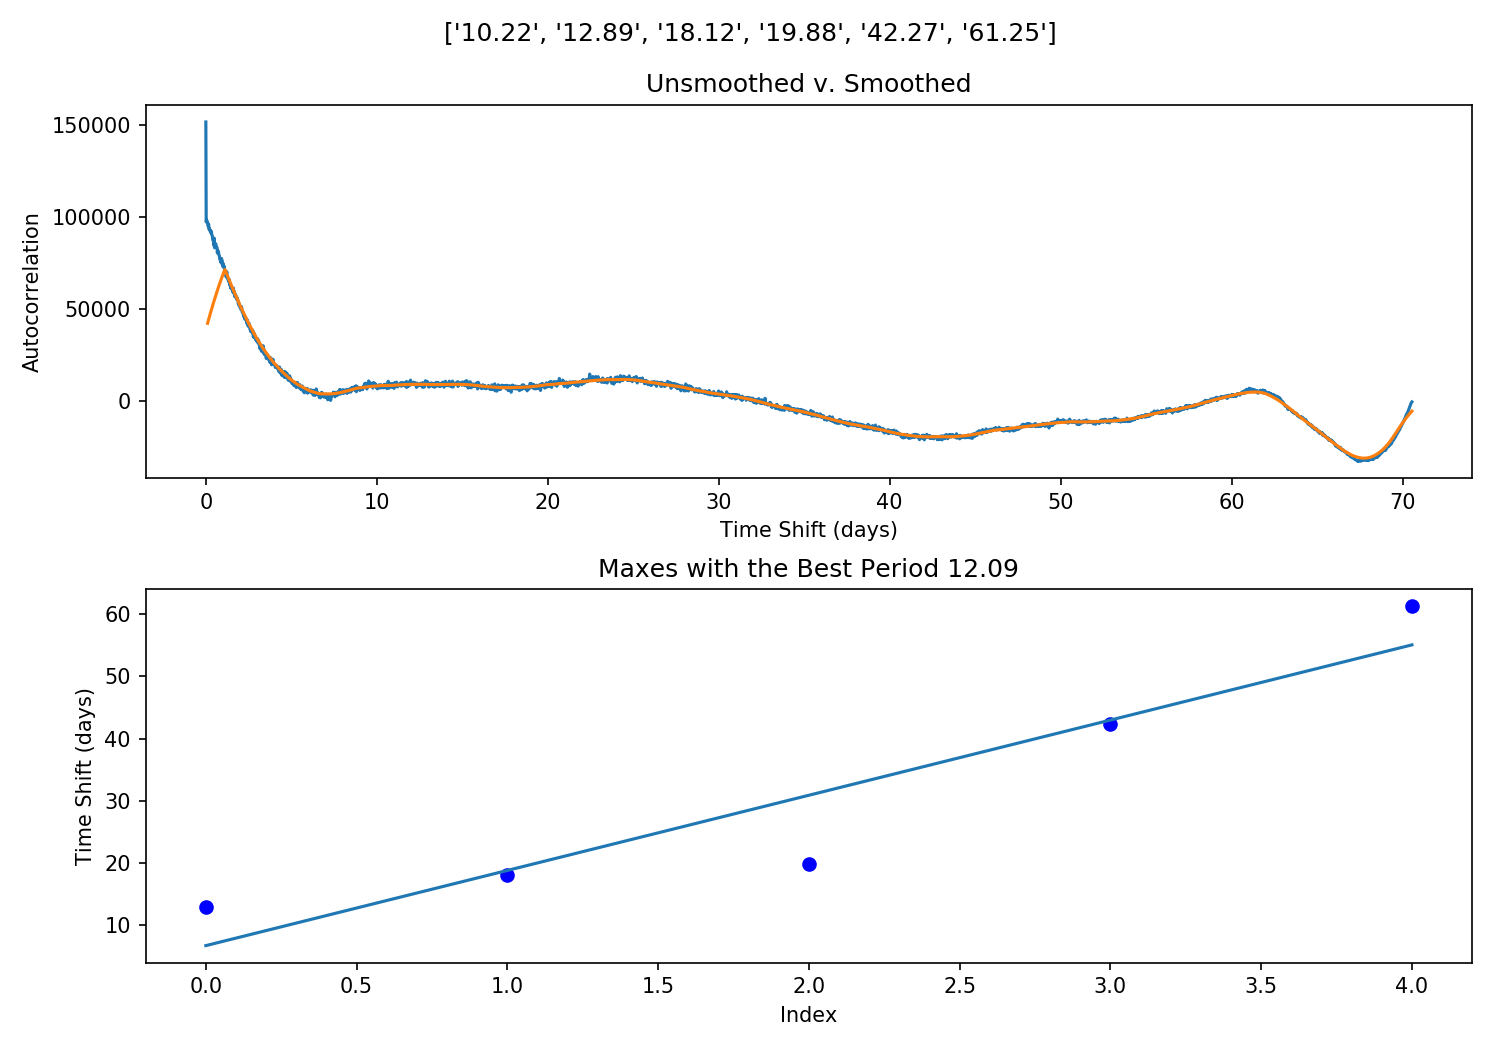 ['10.22', '12.89', '18.12', '19.88', '42.27', '61.25']
Unsmoothed v. Smoothed
150000
100000
50000
0
Autocorrelation
0 10 20 30 40 50 60 70
Time Shift (days)
Maxes with the Best Period 12.09
60
50
40
30
20
10
Time Shift (days)
0.0 0.5 1.0 1.5 2.0 2.5 3.0 3.5 4.0
Index